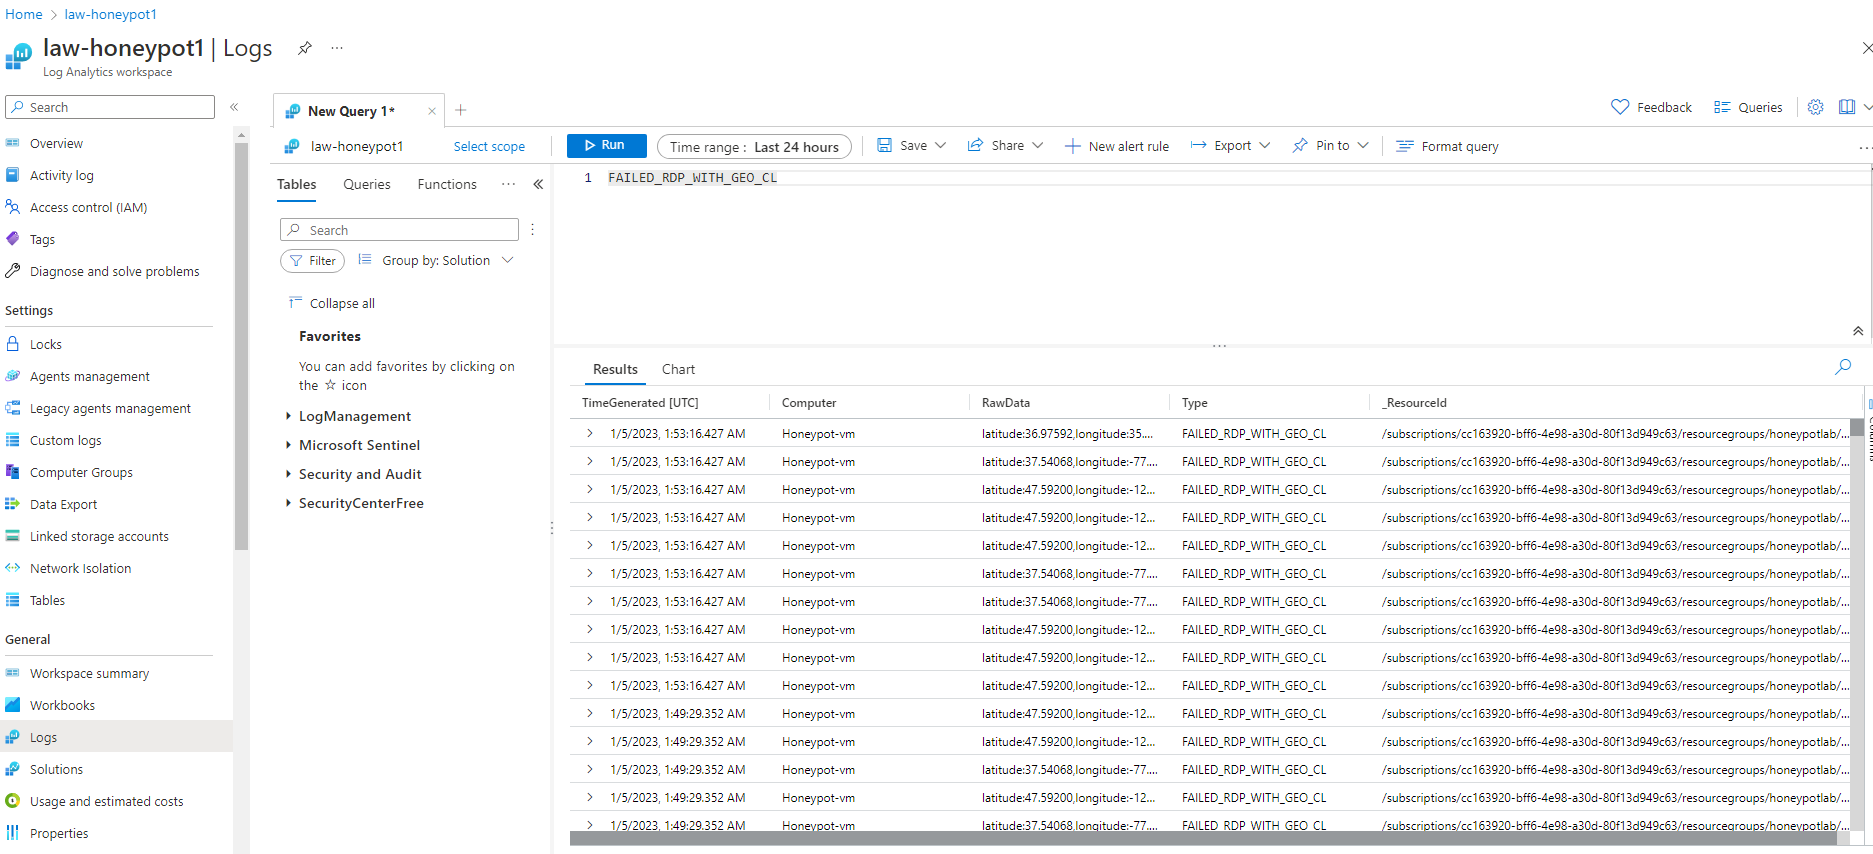 Home > law-honeypot1
law-honeypot1 | Logs
Log Analytics workspace
Search
Overview
Activity log
Access control (IAM)
Tags
Diagnose and solve problems
Settings
Locks
Agents management
Legacy agents management
Custom logs
Computer Groups
Data Export
Linked storage accounts
Network Isolation
Tables
General
Workspace summary
Workbooks
Logs
Solutions
Usage and estimated costs
Properties
New Query 1*
Feedback
Queries
law-honeypot1
Select scope
Run
Time range : Last 24 hours
Save
Share
New alert rule
Export
Pin to
Format query
Tables
Queries
Functions
Search
Filter
Group by: Solution
Collapse all
Favorites
You can add favorites by clicking on
the ☆ icon
LogManagement
Microsoft Sentinel
Security and Audit
SecurityCenterFree
1 FAILED_RDP_WITH_GEO_CL
Results Chart
TimeGenerated [UTC] Computer RawData Type _ResourceId
1/5/2023, 1:53:16.427 AM Honeypot-vm latitude:36.97592,longitude:35.... FAILED_RDP_WITH_GEO_CL /subscriptions/cc163920-bff6-4e98-a30d-80f13d949c63/resourcegroups/honeypotlab/...
1/5/2023, 1:53:16.427 AM Honeypot-vm latitude:37.54068,longitude:-77.... FAILED_RDP_WITH_GEO_CL /subscriptions/cc163920-bff6-4e98-a30d-80f13d949c63/resourcegroups/honeypotlab/...
1/5/2023, 1:53:16.427 AM Honeypot-vm latitude:47.59200,longitude:-12... FAILED_RDP_WITH_GEO_CL /subscriptions/cc163920-bff6-4e98-a30d-80f13d949c63/resourcegroups/honeypotlab/...
1/5/2023, 1:53:16.427 AM Honeypot-vm latitude:47.59200,longitude:-12... FAILED_RDP_WITH_GEO_CL /subscriptions/cc163920-bff6-4e98-a30d-80f13d949c63/resourcegroups/honeypotlab/...
1/5/2023, 1:53:16.427 AM Honeypot-vm latitude:47.59200,longitude:-12... FAILED_RDP_WITH_GEO_CL /subscriptions/cc163920-bff6-4e98-a30d-80f13d949c63/resourcegroups/honeypotlab/...
1/5/2023, 1:53:16.427 AM Honeypot-vm latitude:37.54068,longitude:-77.... FAILED_RDP_WITH_GEO_CL /subscriptions/cc163920-bff6-4e98-a30d-80f13d949c63/resourcegroups/honeypotlab/...
1/5/2023, 1:53:16.427 AM Honeypot-vm latitude:37.54068,longitude:-77.... FAILED_RDP_WITH_GEO_CL /subscriptions/cc163920-bff6-4e98-a30d-80f13d949c63/resourcegroups/honeypotlab/...
1/5/2023, 1:53:16.427 AM Honeypot-vm latitude:47.59200,longitude:-12... FAILED_RDP_WITH_GEO_CL /subscriptions/cc163920-bff6-4e98-a30d-80f13d949c63/resourcegroups/honeypotlab/...
1/5/2023, 1:53:16.427 AM Honeypot-vm latitude:47.59200,longitude:-12... FAILED_RDP_WITH_GEO_CL /subscriptions/cc163920-bff6-4e98-a30d-80f13d949c63/resourcegroups/honeypotlab/...
1/5/2023, 1:53:16.427 AM Honeypot-vm latitude:47.59200,longitude:-12... FAILED_RDP_WITH_GEO_CL /subscriptions/cc163920-bff6-4e98-a30d-80f13d949c63/resourcegroups/honeypotlab/...
1/5/2023, 1:49:29.352 AM Honeypot-vm latitude:47.59200,longitude:-12... FAILED_RDP_WITH_GEO_CL /subscriptions/cc163920-bff6-4e98-a30d-80f13d949c63/resourcegroups/honeypotlab/...
1/5/2023, 1:49:29.352 AM Honeypot-vm latitude:47.59200,longitude:-12... FAILED_RDP_WITH_GEO_CL /subscriptions/cc163920-bff6-4e98-a30d-80f13d949c63/resourcegroups/honeypotlab/...
1/5/2023, 1:49:29.352 AM Honeypot-vm latitude:37.54068,longitude:-77.... FAILED_RDP_WITH_GEO_CL /subscriptions/cc163920-bff6-4e98-a30d-80f13d949c63/resourcegroups/honeypotlab/...
1/5/2023, 1:49:29.352 AM Honeypot-vm latitude:47.59200,longitude:-12... FAILED_RDP_WITH_GEO_CL /subscriptions/cc163920-bff6-4e98-a30d-80f13d949c63/resourcegroups/honeypotlab/...
1/5/2023, 1:49:29.352 AM Honeypot-vm latitude:37.54068,longitude:-77.... FAILED_RDP_WITH_GEO_CL /subscriptions/cc163920-bff6-4e98-a30d-80f13d949c63/resourcegroups/honeypotlab/...